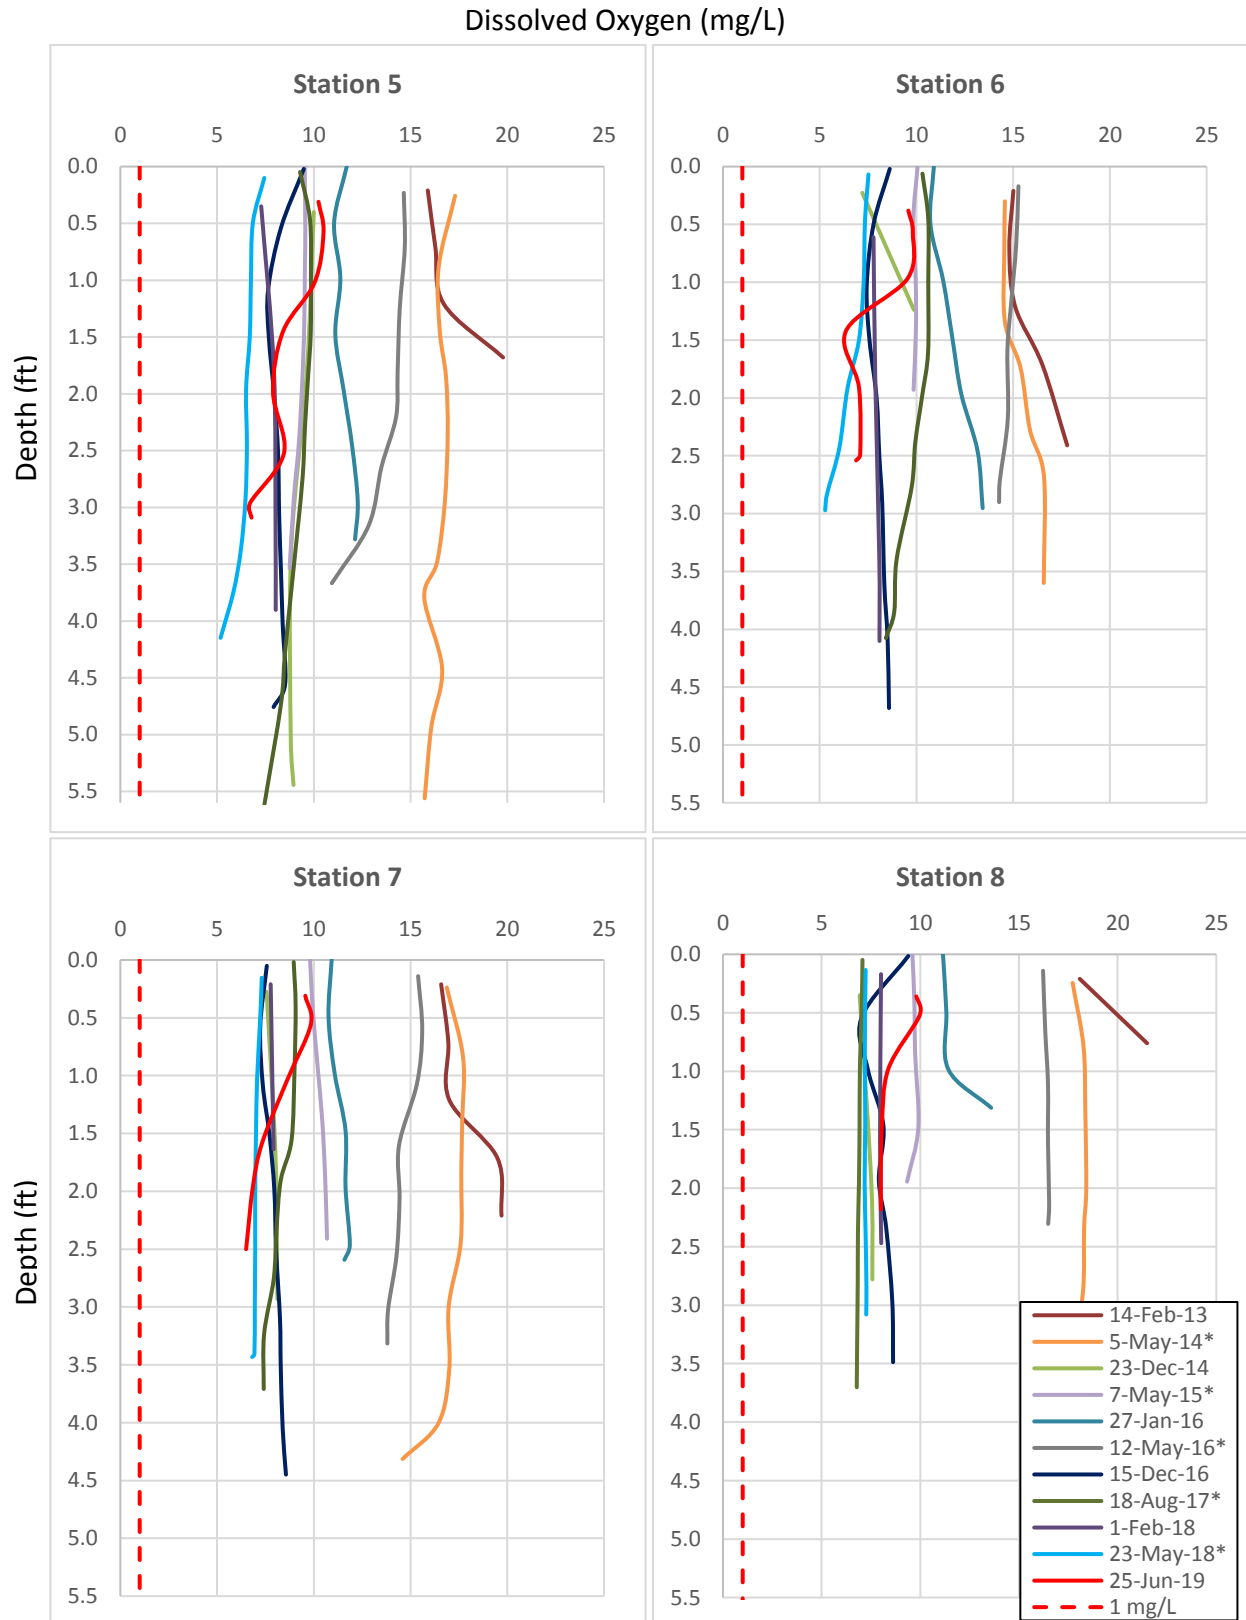 Dissolved Oxygen (mg/L)
Station 5
0 5 10 15 20 25
0.0
0.5
1.0
1.5
2.0
2.5
3.0
3.5
4.0
4.5
5.0
5.5
Depth (ft)
Station 6
0 5 10 15 20 25
0.0
0.5
1.0
1.5
2.0
2.5
3.0
3.5
4.0
4.5
5.0
5.5
Station 7
0 5 10 15 20 25
0.0
0.5
1.0
1.5
2.0
2.5
3.0
3.5
4.0
4.5
5.0
5.5
Depth (ft)
Station 8
0 5 10 15 20 25
0.0
0.5
1.0
1.5
2.0
2.5
3.0
3.5
4.0
4.5
5.0
5.5
14-Feb-13
5-May-14*
23-Dec-14
7-May-15*
27-Jan-16
12-May-16*
15-Dec-16
18-Aug-17*
1-Feb-18
23-May-18*
25-Jun-19
1 mg/L